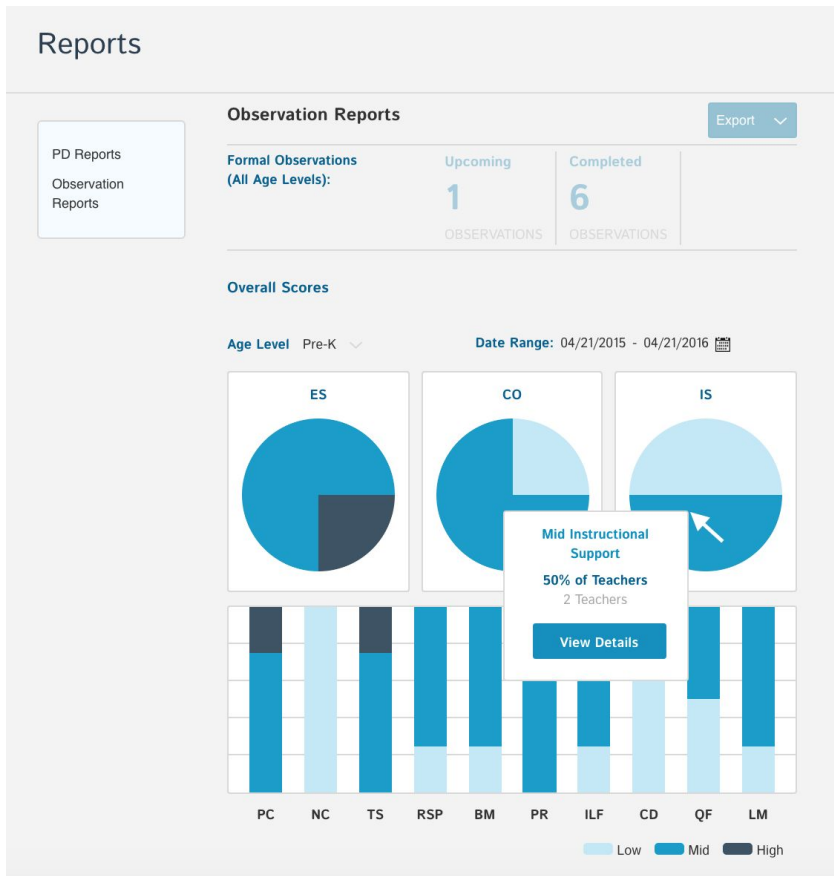 Reports
PD Reports
Observation
Reports
Observation Reports
Export
Formal Observations
(All Age Levels):
Upcoming
1
OBSERVATIONS
Completed
6
OBSERVATIONS
Overall Scores
Age Level Pre-K
Date Range: 04/21/2015 - 04/21/2016
ES
CO
IS
Mid Instructional
Support
50% of Teachers
2 Teachers
View Details
PC NC TS RSP BM PR ILF CD QF LM
Low Mid High